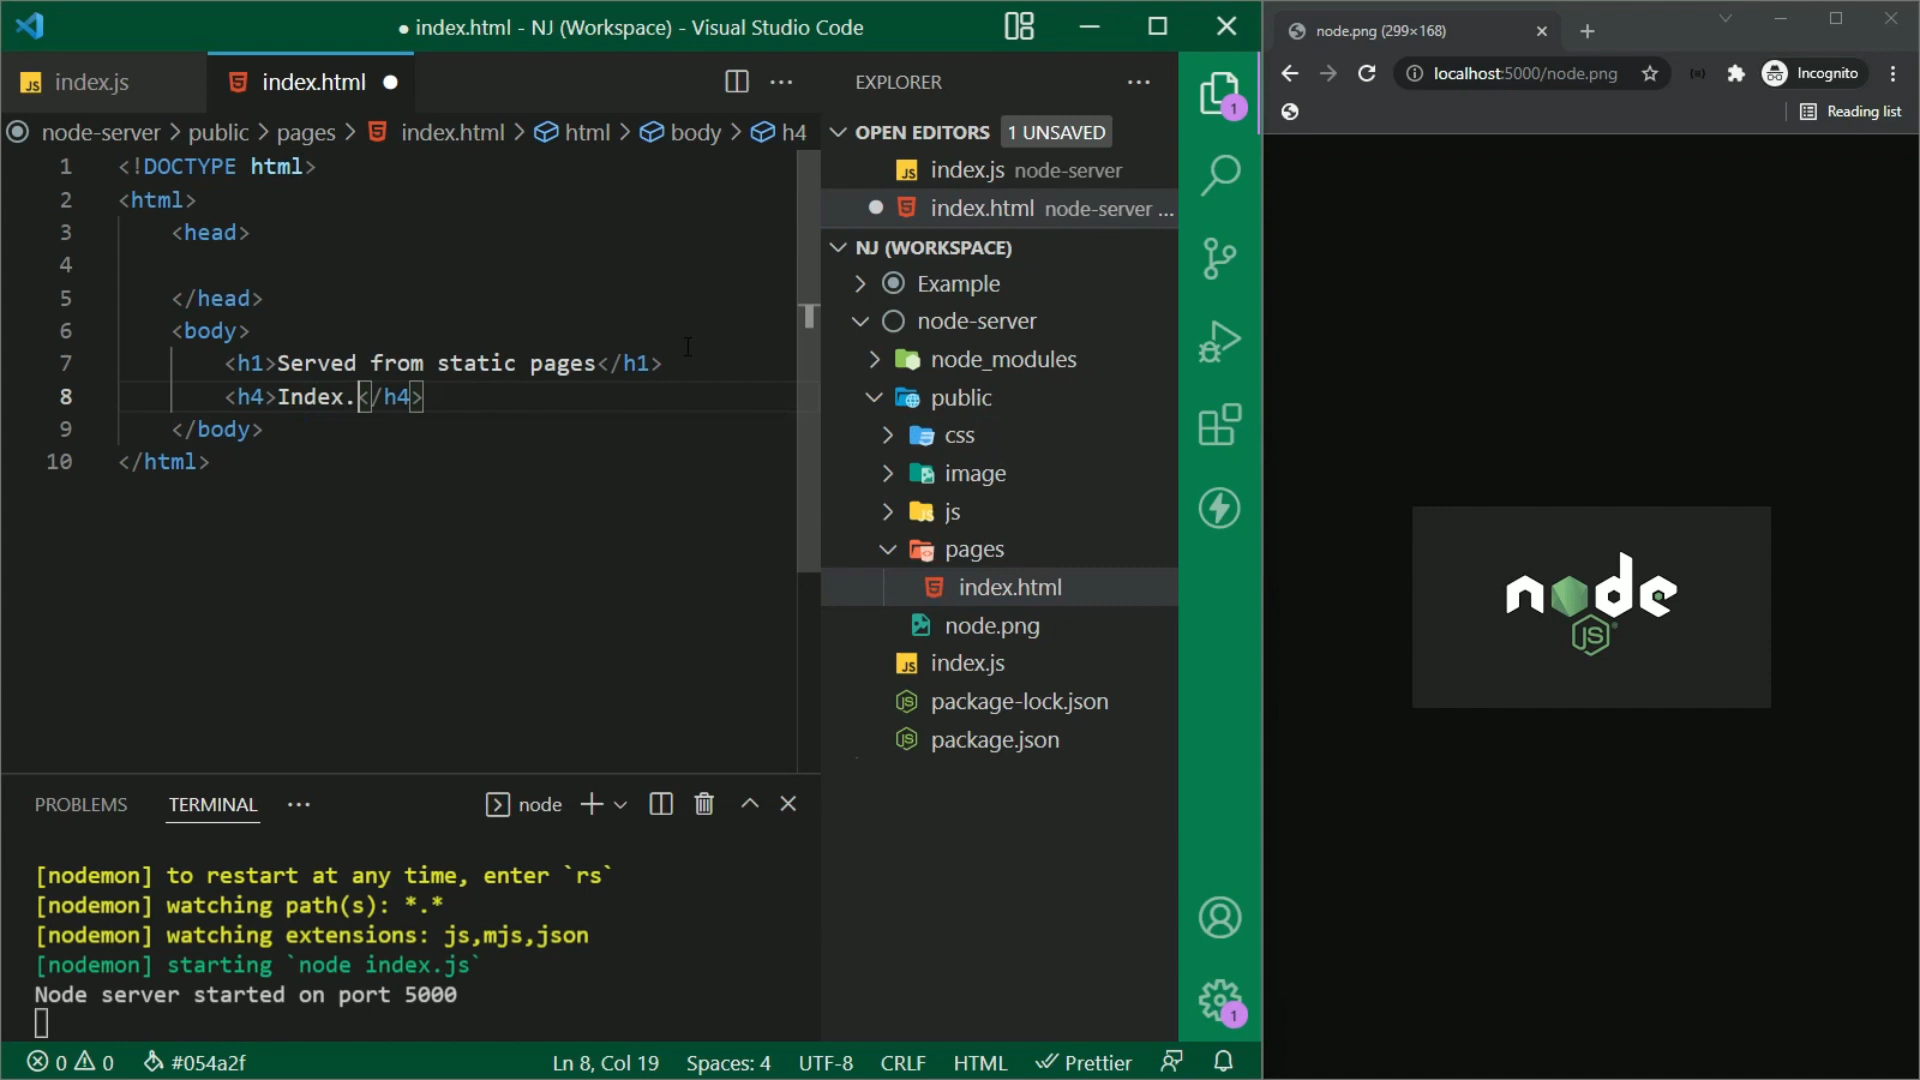 ● index.html - NJ (Workspace) - Visual Studio Code
index.js
index.html
node-server > public > pages > index.html > html > body > h4
1 <!DOCTYPE html>
2 <html>
3 <head>
4
5 </head>
6 <body>
7 <h1>Served from static pages</h1>
8 <h4>Index.</h4>
9 </body>
10 </html>
PROBLEMS TERMINAL ...
node
[nodemon] to restart at any time, enter `rs`
[nodemon] watching path(s): *.*
[nodemon] watching extensions: js,mjs,json
[nodemon] starting `node index.js`
Node server started on port 5000
EXPLORER ...
OPEN EDITORS 1 UNSAVED
index.js node-server
index.html node-server ...
NJ (WORKSPACE)
Example
node-server
node_modules
public
css
image
js
pages
index.html
node.png
index.js
package-lock.json
package.json
1
1
0 0 #054a2f Ln 8, Col 19 Spaces: 4 UTF-8 CRLF HTML Prettier
node.png (299×168)
localhost:5000/node.png
Incognito
Reading list
node
JS